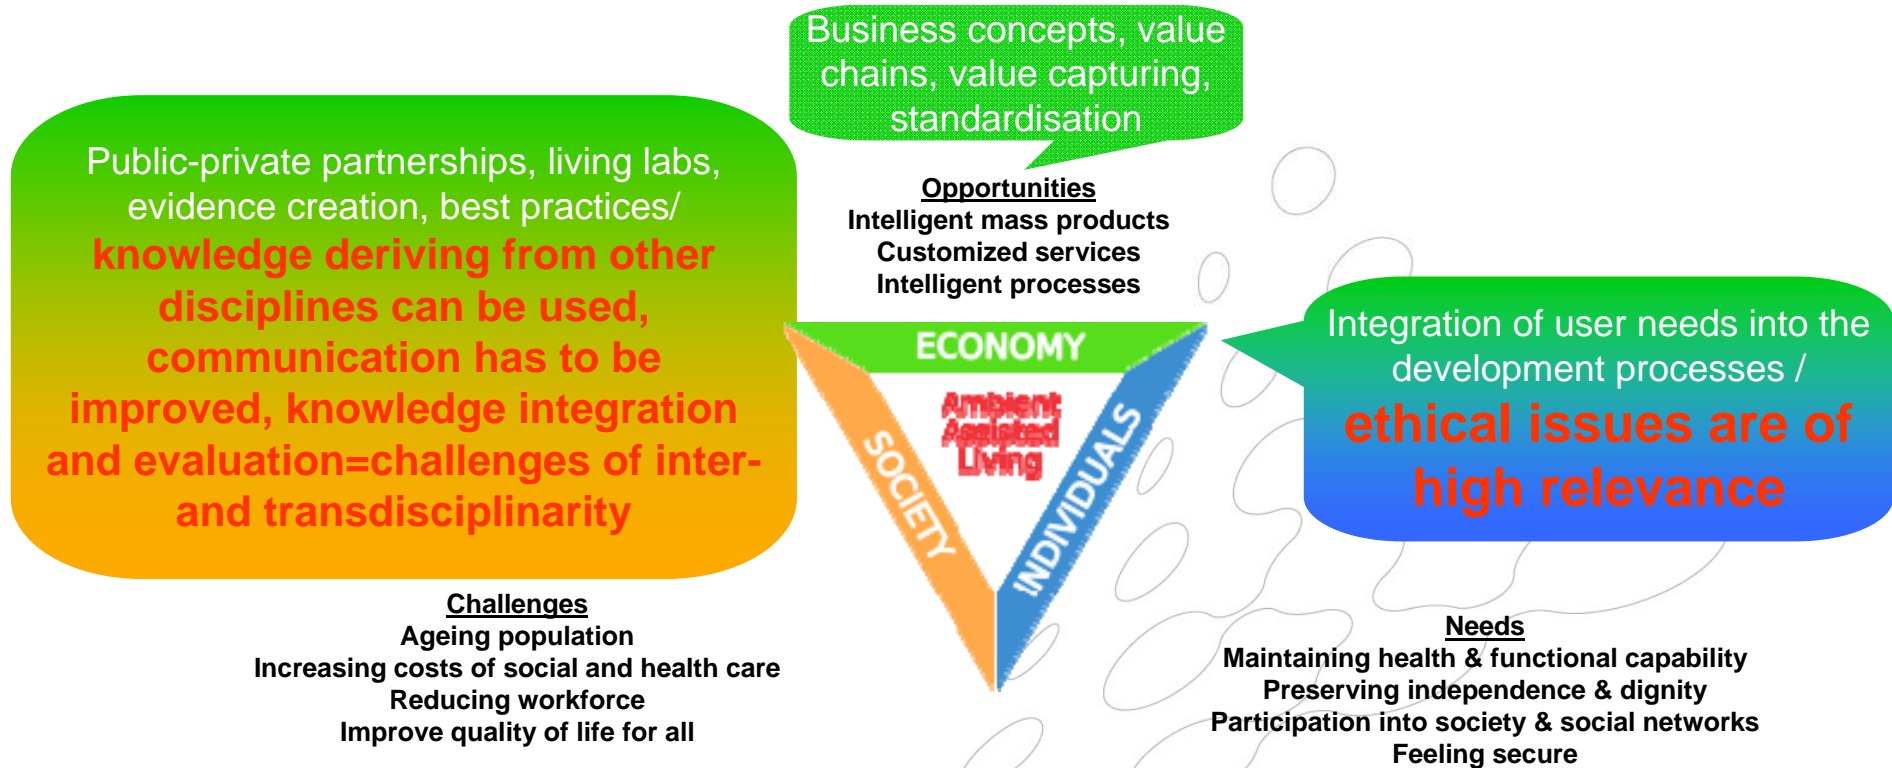 Business concepts, value
chains, value capturing,
standardisation
Public-private partnerships, living labs,
evidence creation, best practices/
knowledge deriving from other
disciplines can be used,
communication has to be
improved, knowledge integration
and evaluation=challenges of inter-
and transdisciplinarity
Opportunities
Intelligent mass products
Customized services
Intelligent processes
Integration of user needs into the
development processes /
ethical issues are of
high relevance
ECONOMY
SOCIETY
INDIVIDUALS
Ambient
Assisted
Living
Challenges
Ageing population
Increasing costs of social and health care
Reducing workforce
Improve quality of life for all
Needs
Maintaining health & functional capability
Preserving independence & dignity
Participation into society & social networks
Feeling secure